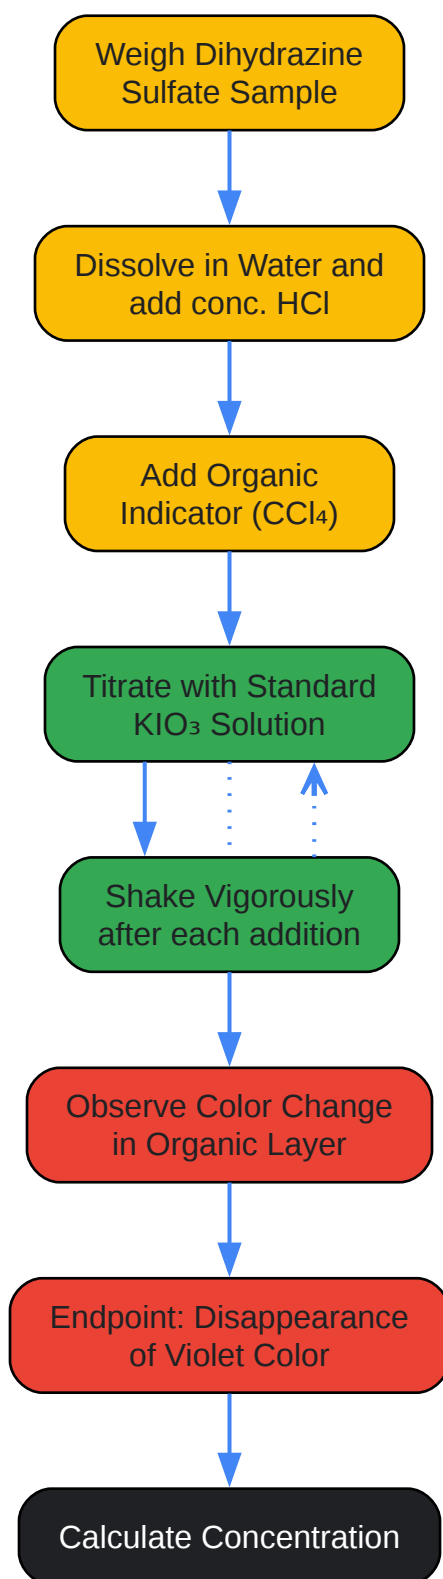 Weigh Dihydrazine
Sulfate Sample
Dissolve in Water and
add conc. HCl
Add Organic
Indicator (CCl₄)
Titrate with Standard
KIO₃ Solution
Shake Vigorously
after each addition
Observe Color Change
in Organic Layer
Endpoint: Disappearance
of Violet Color
Calculate Concentration